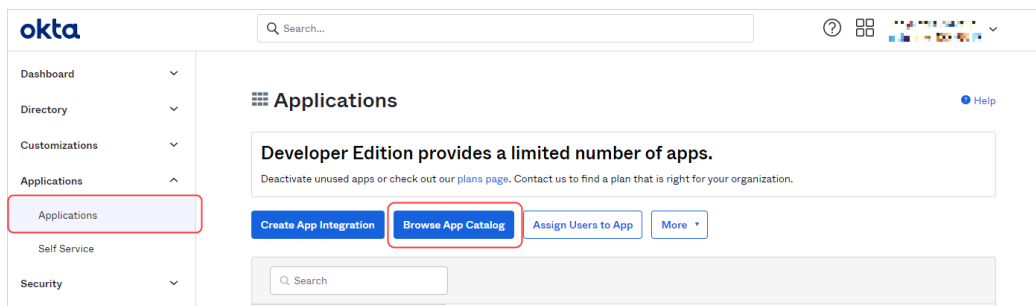 okta
Search...
Dashboard
Directory
Customizations
Applications
Applications
Self Service
Security
Applications
Help
Developer Edition provides a limited number of apps.
Deactivate unused apps or check out our plans page. Contact us to find a plan that is right for your organization.
Create App Integration
Browse App Catalog
Assign Users to App
More
Search